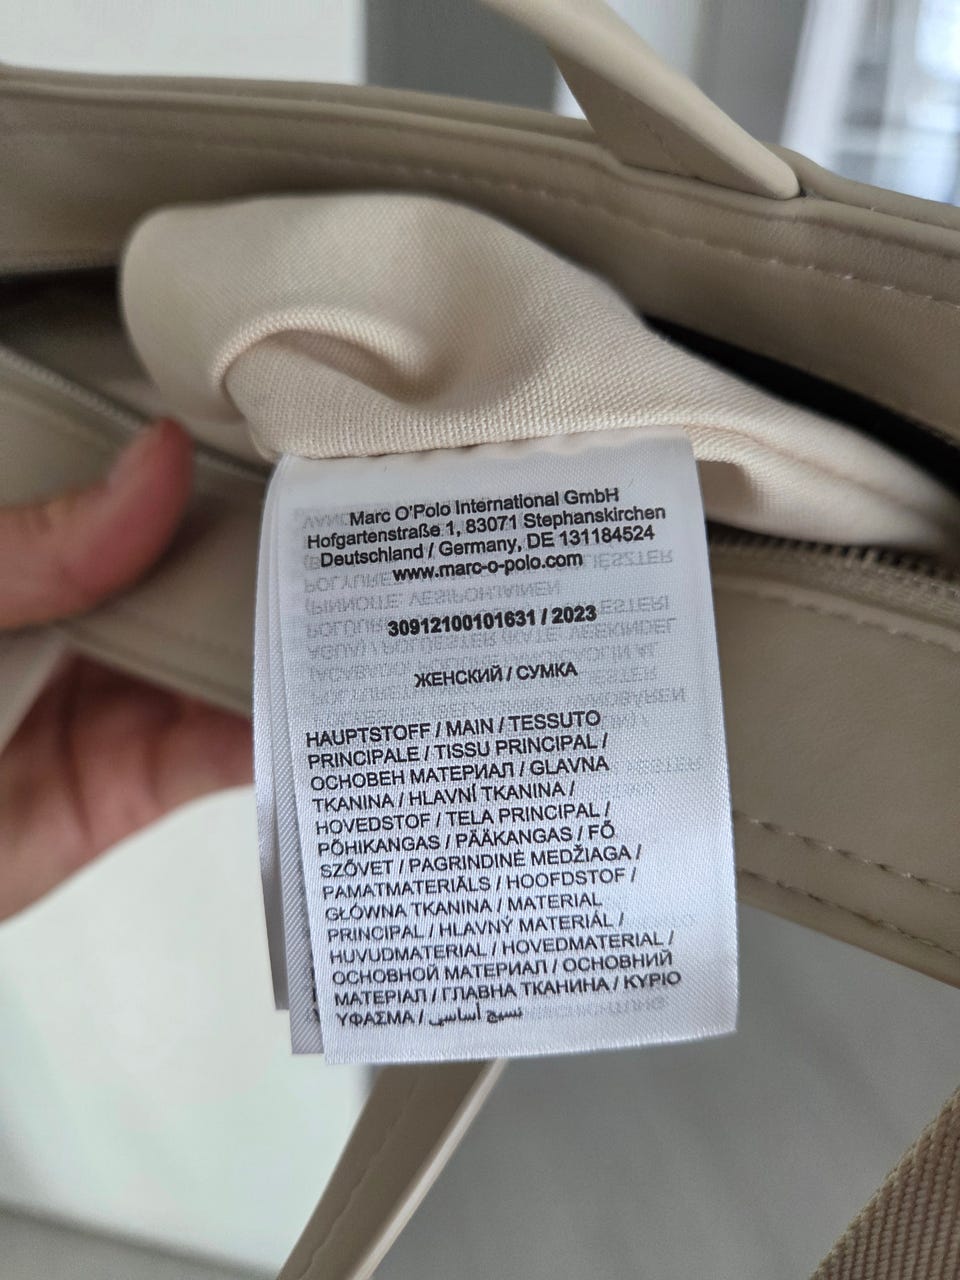 Marc O'Polo International GmbH
Hofgartenstraße 1, 83071 Stephanskirchen
Deutschland / Germany, DE 131184524
www.marc-o-polo.com
30912100101631 / 2023
ЖЕНСКИЙ / СУМКА
HAUPTSTOFF / MAIN / TESSUTO
PRINCIPALE / TISSU PRINCIPAL /
ОСНОВЕН МАТЕРИАЛ / GLAVNA
TKANINA / HLAVNÍ TKANINA /
HOVEDSTOF / TELA PRINCIPAL /
PÕHIKANGAS / PÄÄKANGAS / FŐ
SZÖVET / PAGRINDINĖ MEDŽIAGA /
PAMATMATERIĀLS / HOOFDSTOF /
GŁÓWNA TKANINA / MATERIAL
PRINCIPAL / HLAVNÝ MATERIÁL /
HUVUDMATERIAL / HOVEDMATERIAL /
ОСНОВНОЙ МАТЕРИАЛ / ОСНОВНИЙ
МАТЕРІАЛ / ГЛАВНА ТКАНИНА / ΚΥΡΙΟ
ΥΦΑΣΜΑ / نسيج أساسي